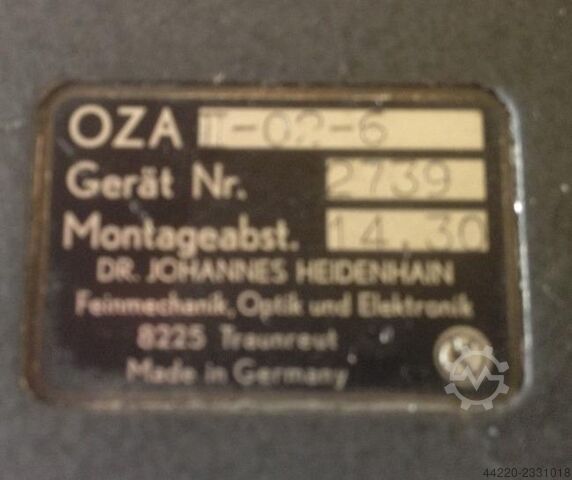 OZA II-02-6
Gerät Nr. 2739
Montageabst. 14,30
DR. JOHANNES HEIDENHAIN
Feinmechanik, Optik und Elektronik
8225 Traunreut
Made in Germany
44220-2331018